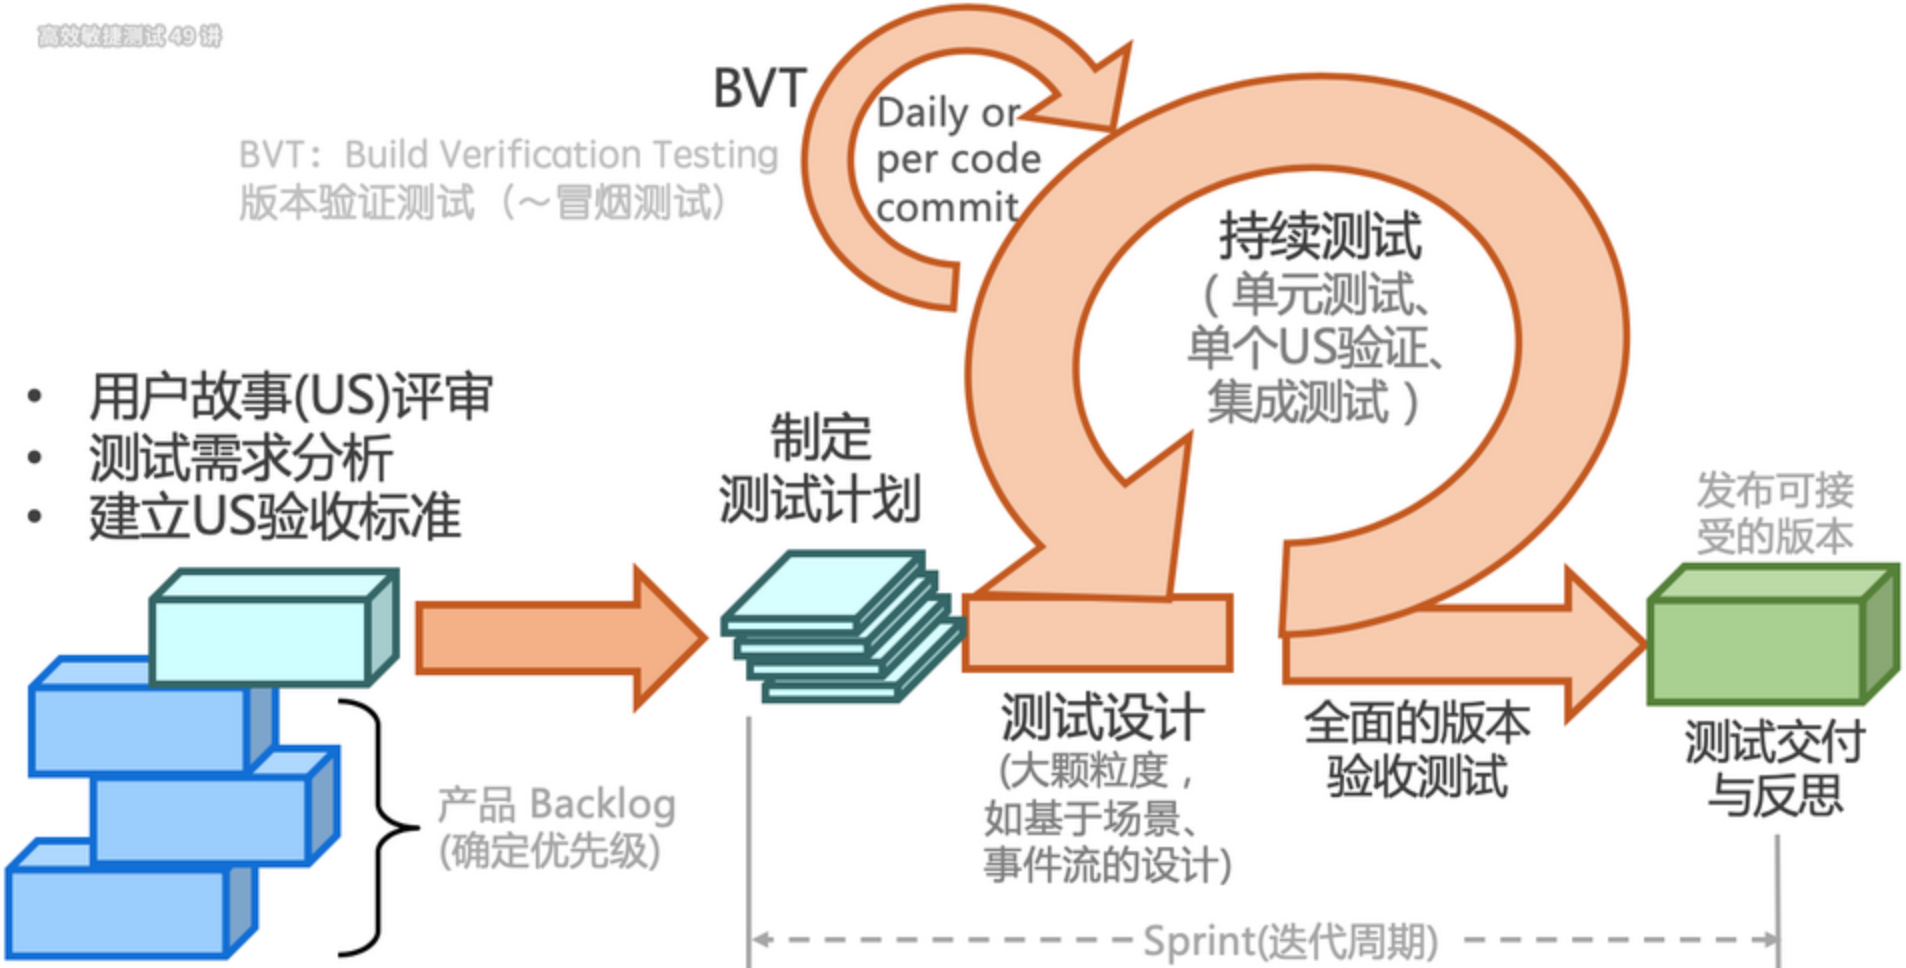 高效敏捷测试 49 讲
BVT
BVT：Build Verification Testing
版本验证测试（～冒烟测试）
Daily or
per code
commit
持续测试
（单元测试、
单个US验证、
集成测试）
• 用户故事(US)评审
• 测试需求分析
• 建立US验收标准
制定
测试计划
发布可接
受的版本
测试设计
(大颗粒度，
如基于场景、
事件流的设计)
全面的版本
验收测试
测试交付
与反思
产品 Backlog
(确定优先级)
Sprint(迭代周期)